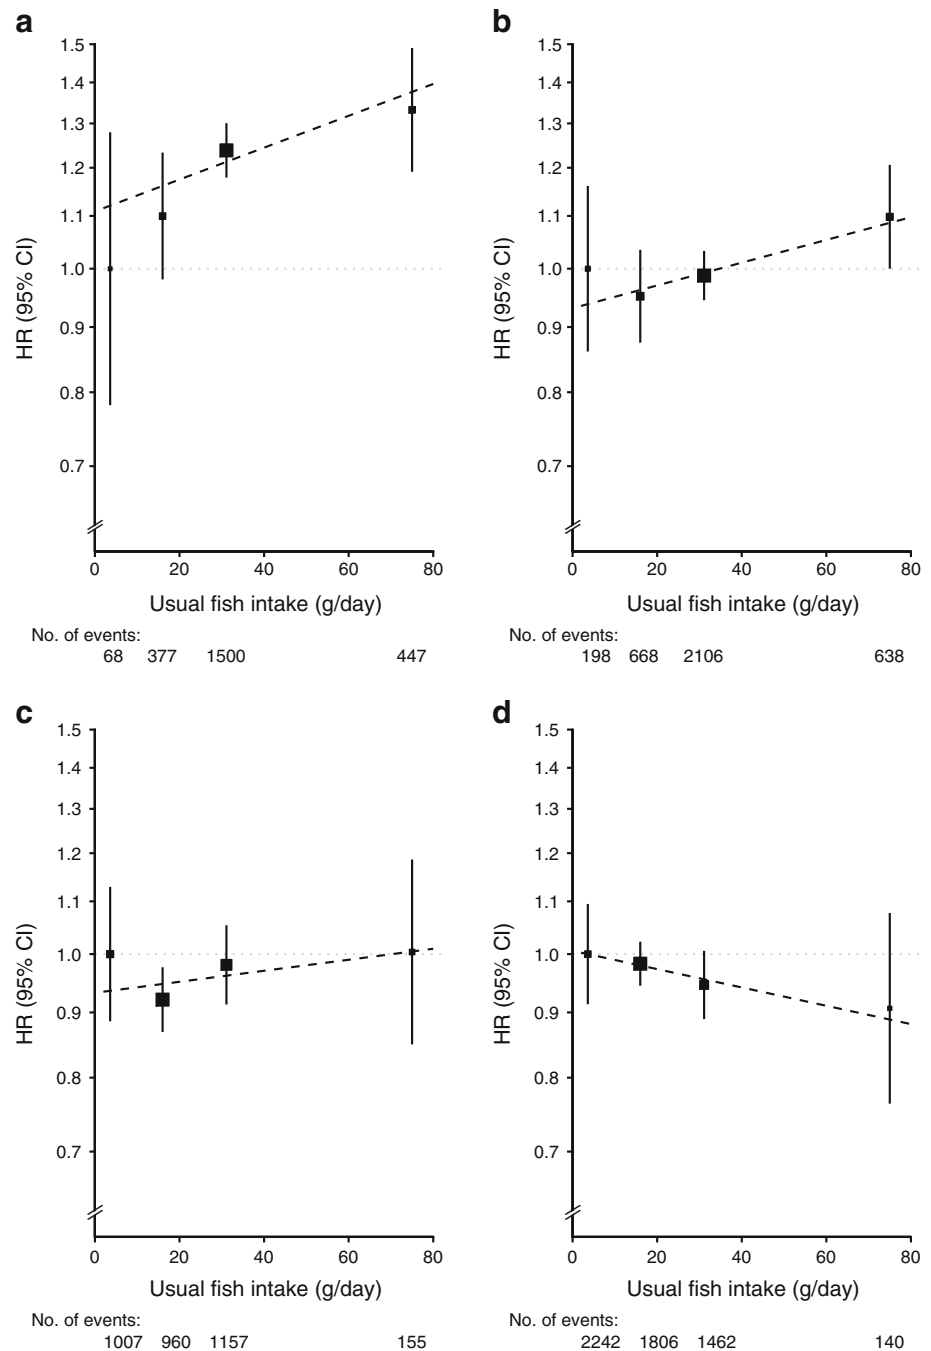 a
1.5
1.4
1.3
1.2
1.1
1.0
0.9
0.8
0.7
HR (95% CI)
0 20 40 60 80
Usual fish intake (g/day)
No. of events:
68 377 1500 447
b
1.5
1.4
1.3
1.2
1.1
1.0
0.9
0.8
0.7
HR (95% CI)
0 20 40 60 80
Usual fish intake (g/day)
No. of events:
198 668 2106 638
c
1.5
1.4
1.3
1.2
1.1
1.0
0.9
0.8
0.7
HR (95% CI)
0 20 40 60 80
Usual fish intake (g/day)
No. of events:
1007 960 1157 155
d
1.5
1.4
1.3
1.2
1.1
1.0
0.9
0.8
0.7
HR (95% CI)
0 20 40 60 80
Usual fish intake (g/day)
No. of events:
2242 1806 1462 140